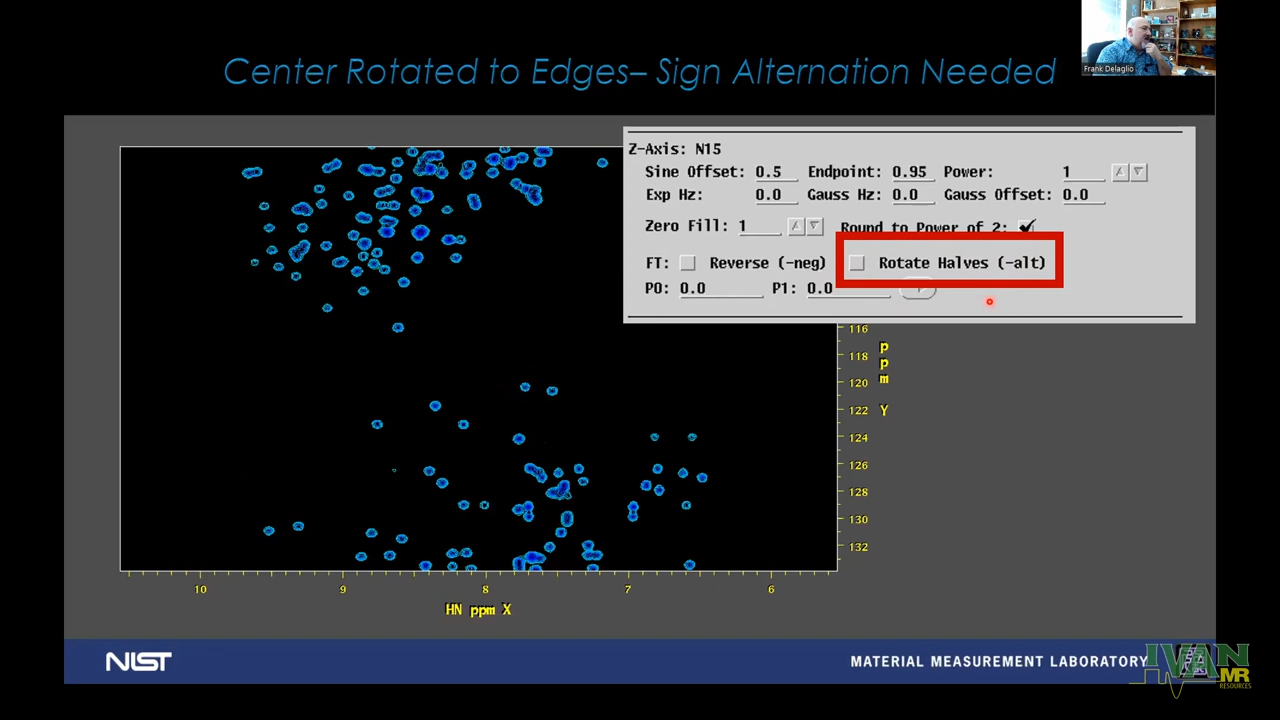 Center Rotated to Edges– Sign Alternation Needed
Frank Delaglio
Z-Axis: N15
Sine Offset: 0.5 Endpoint: 0.95 Power: 1
Exp Hz: 0.0 Gauss Hz: 0.0 Gauss Offset: 0.0
Zero Fill: 1 Round to Power of 2:
FT: Reverse (-neg) Rotate Halves (-alt)
P0: 0.0 P1: 0.0
116
118
120
122
124
126
128
130
132
ppm Y
10 9 8 7 6
HN ppm X
NIST
MATERIAL MEASUREMENT LABORATORY
IVAN
MR
RESOURCES